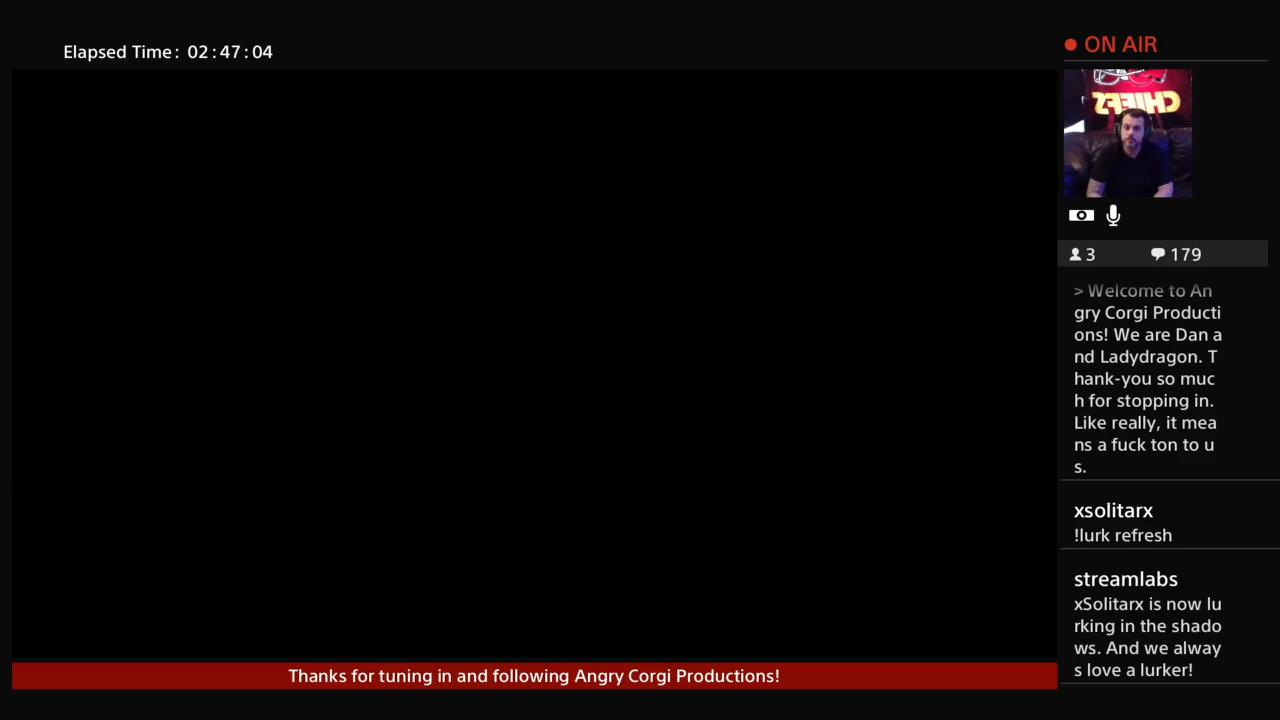 Elapsed Time: 02:47:04
ON AIR
CHIEFS
3 179
> Welcome to An
gry Corgi Producti
ons! We are Dan a
nd Ladydragon. T
hank-you so muc
h for stopping in.
Like really, it mea
ns a fuck ton to u
s.
xsolitarx
!lurk refresh
streamlabs
xSolitarx is now lu
rking in the shado
ws. And we alway
s love a lurker!
Thanks for tuning in and following Angry Corgi Productions!